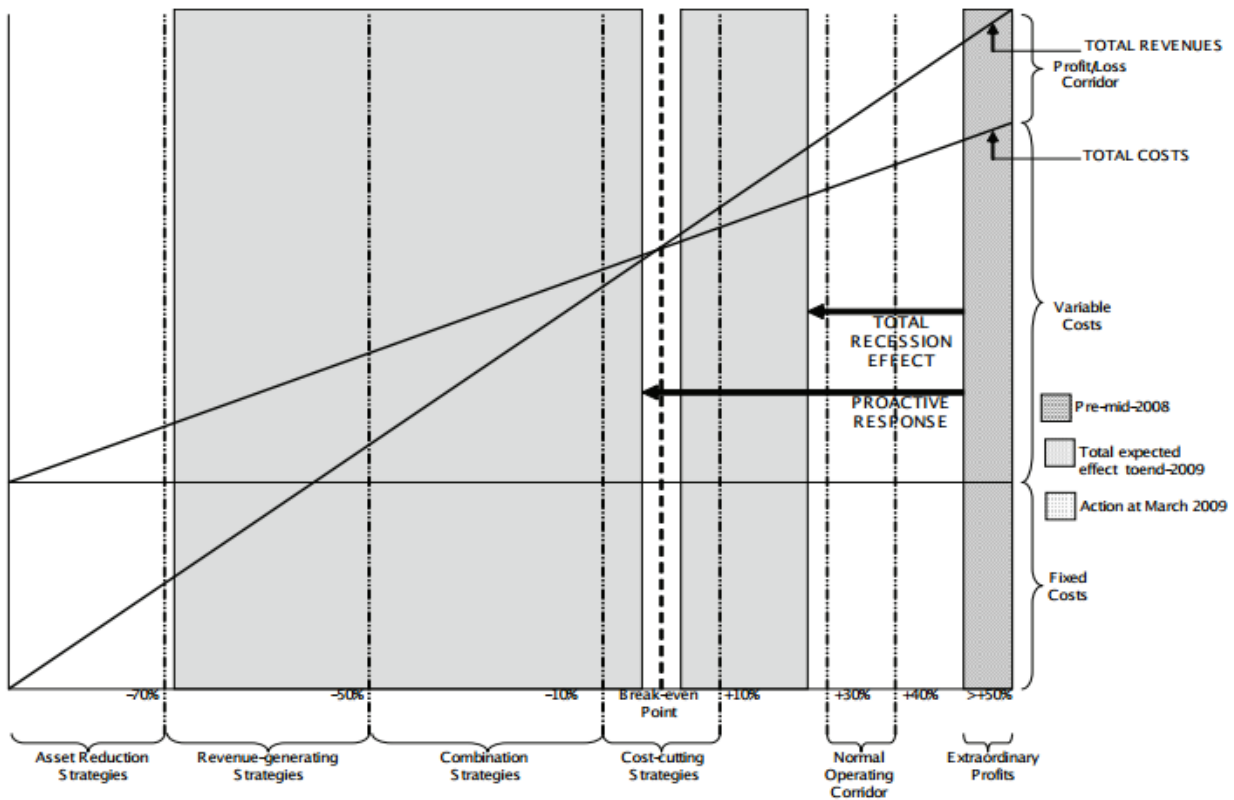 TOTAL REVENUES
Profit/Loss
Corridor
TOTAL COSTS
Variable
Costs
TOTAL
RECESSION
EFFECT
PROACTIVE
RESPONSE
Pre-mid-2008
Total expected
effect toend-2009
Action at March 2009
Fixed
Costs
-70%
-50%
-10%
Break-even
Point
+10%
+30%
+40%
>+50%
Asset Reduction
Strategies
Revenue-generating
Strategies
Combination
Strategies
Cost-cutting
Strategies
Normal
Operating
Corridor
Extraordinary
Profits